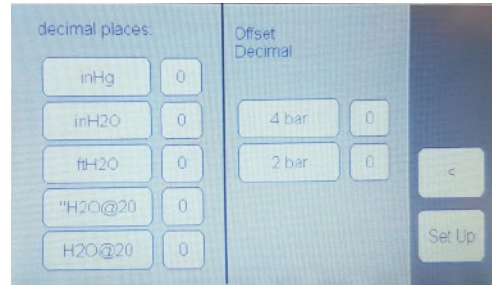 decimal places:
inHg 0
inH2O 0
ftH2O 0
"H2O@20 0
H2O@20 0
Offset
Decimal
4 bar 0
2 bar 0
<
Set Up